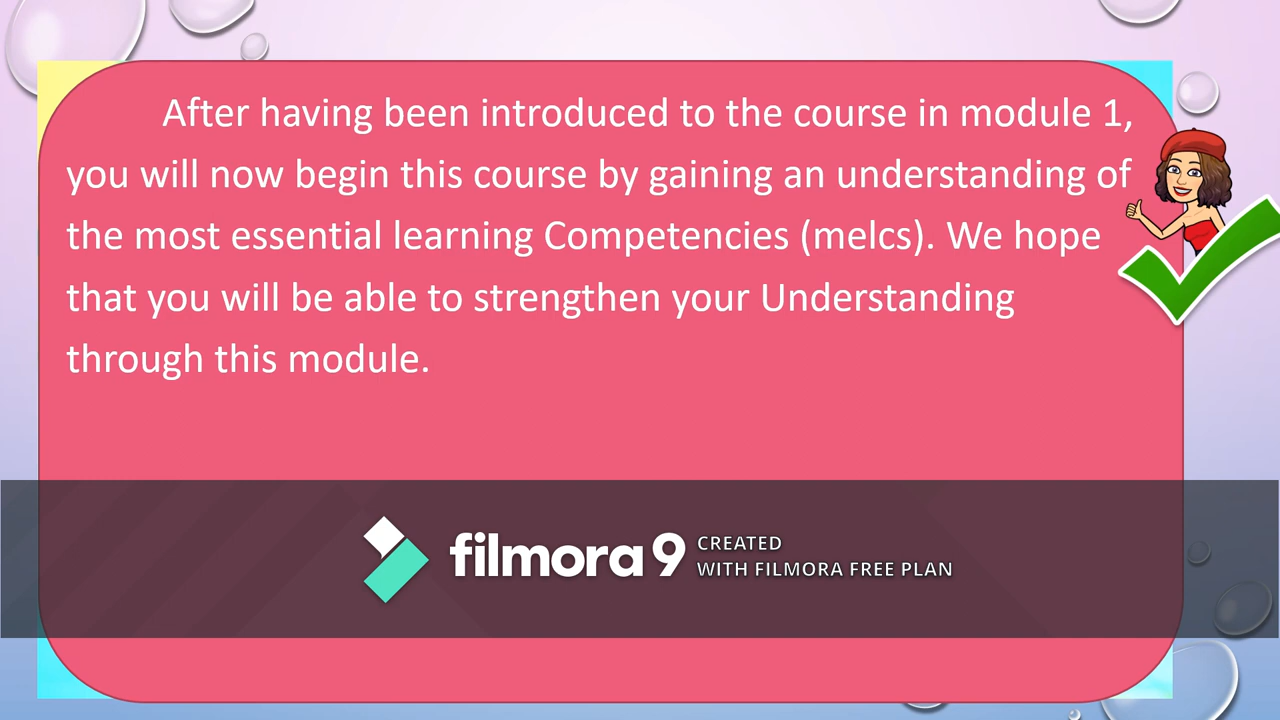 After having been introduced to the course in module 1,
you will now begin this course by gaining an understanding of
the most essential learning Competencies (melcs). We hope
that you will be able to strengthen your Understanding
through this module.
filmora 9
CREATED
WITH FILMORA FREE PLAN